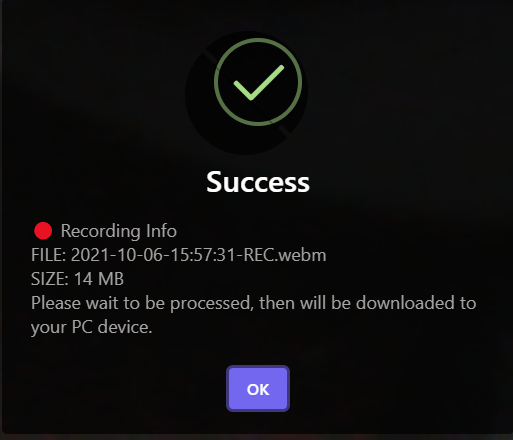 Success
🔴 Recording Info
FILE: 2021-10-06-15:57:31-REC.webm
SIZE: 14 MB
Please wait to be processed, then will be downloaded to
your PC device.
OK